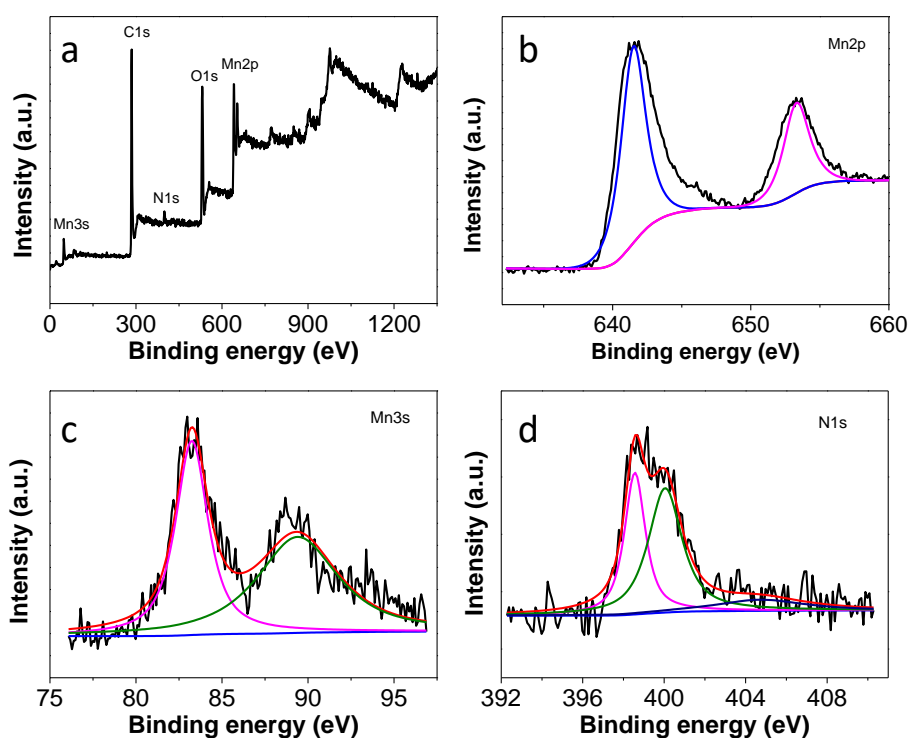 a
C1s
O1s
Mn2p
N1s
Mn3s
Intensity (a.u.)
0 300 600 900 1200
Binding energy (eV)
b
Mn2p
Intensity (a.u.)
640 650 660
Binding energy (eV)
c
Mn3s
Intensity (a.u.)
75 80 85 90 95
Binding energy (eV)
d
N1s
Intensity (a.u.)
392 396 400 404 408
Binding energy (eV)